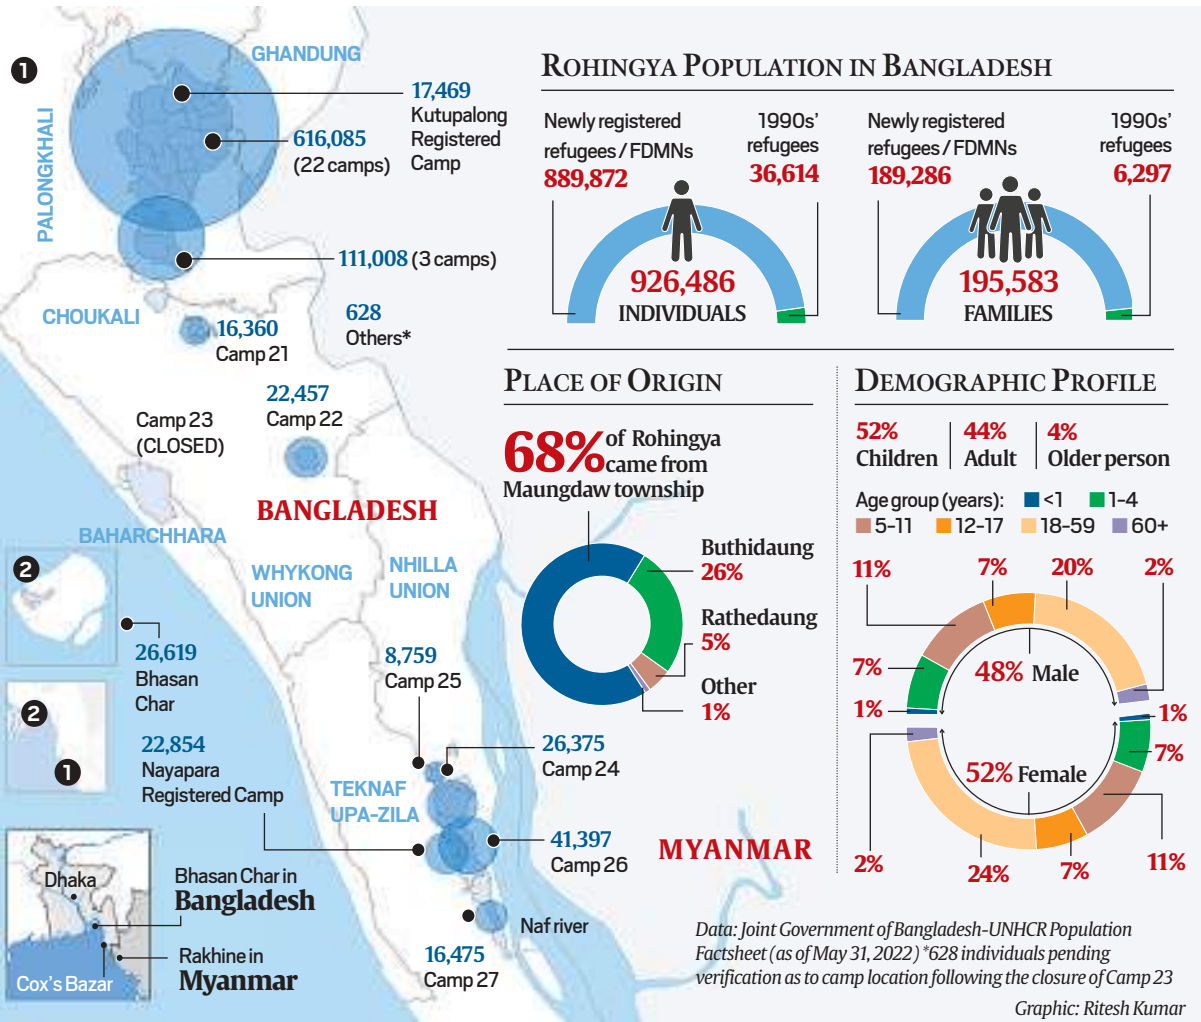 1
GHANDUNG
PALONGKHALI
17,469
Kutupalong
Registered
Camp
616,085
(22 camps)
111,008 (3 camps)
CHOUKALI
16,360
Camp 21
628
Others*
22,457
Camp 22
Camp 23
(CLOSED)
BANGLADESH
BAHARCHHARA
2
WHYKONG
UNION
NHILLA
UNION
26,619
Bhasan
Char
8,759
Camp 25
2
1
22,854
Nayapara
Registered Camp
26,375
Camp 24
TEKNAF
UPA-ZILA
41,397
Camp 26
MYANMAR
Dhaka
Bhasan Char in
Bangladesh
Rakhine in
Myanmar
Cox's Bazar
Naf river
16,475
Camp 27
ROHINGYA POPULATION IN BANGLADESH
Newly registered
refugees / FDMNs
889,872
1990s’
refugees
36,614
926,486
INDIVIDUALS
Newly registered
refugees / FDMNs
189,286
1990s’
refugees
6,297
195,583
FAMILIES
PLACE OF ORIGIN
68% of Rohingya
came from
Maungdaw township
Buthidaung
26%
Rathedaung
5%
Other
1%
DEMOGRAPHIC PROFILE
52%
Children
44%
Adult
4%
Older person
Age group (years): <1 1-4
5-11 12-17 18-59 60+
11%
7%
20%
2%
7%
1%
48% Male
1%
7%
52% Female
2%
24%
7%
11%
Data: Joint Government of Bangladesh-UNHCR Population
Factsheet (as of May 31, 2022) *628 individuals pending
verification as to camp location following the closure of Camp 23
Graphic: Ritesh Kumar